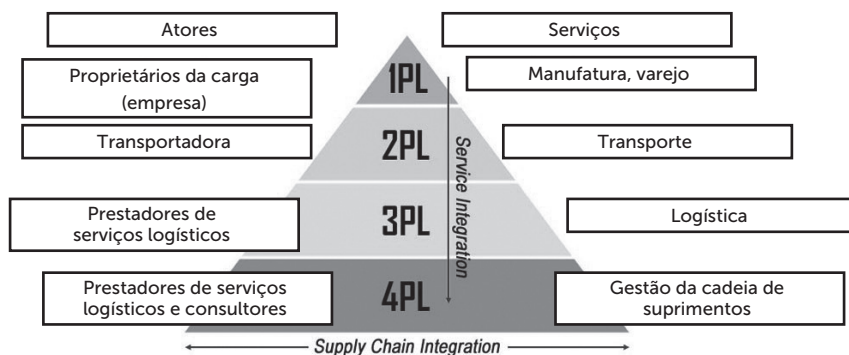 Atores
Serviços
Proprietários da carga
(empresa)
1PL
Manufatura, varejo
Transportadora
2PL
Transporte
Service Integration
Prestadores de
serviços logísticos
3PL
Logística
Prestadores de serviços
logísticos e consultores
4PL
Gestão da cadeia de
suprimentos
Supply Chain Integration